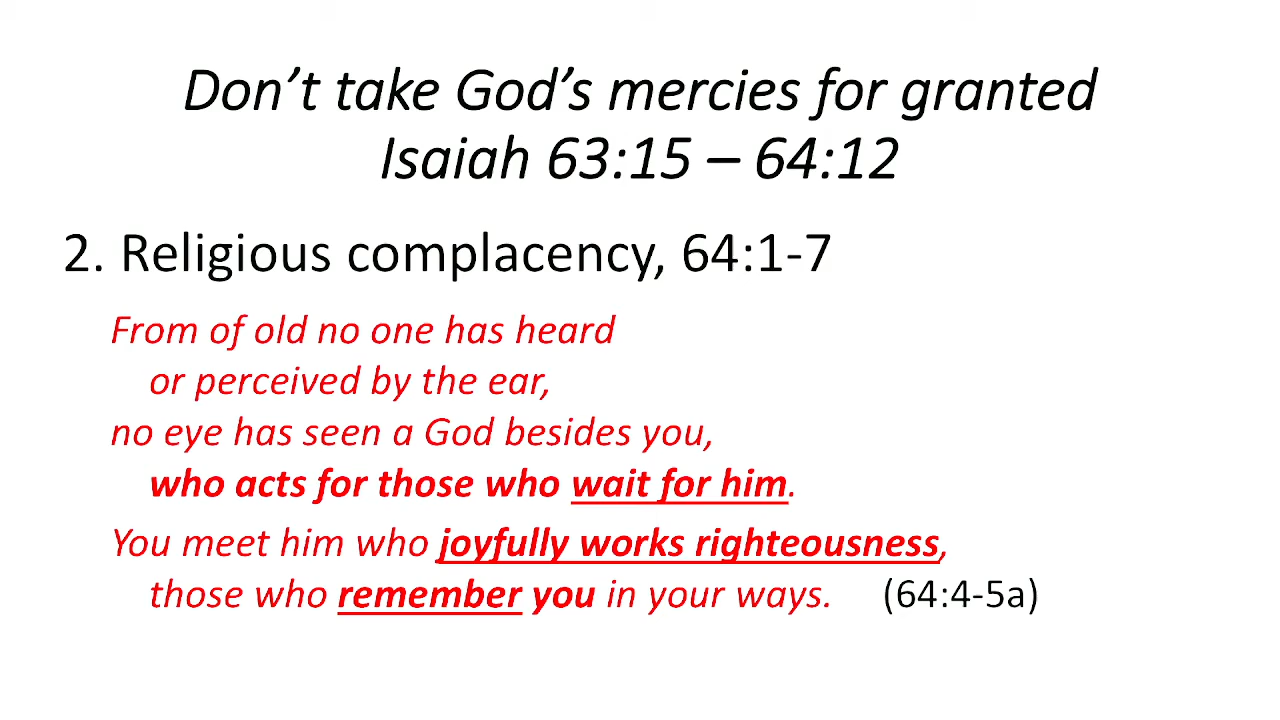 Don’t take God’s mercies for granted
Isaiah 63:15 – 64:12
2. Religious complacency, 64:1-7
From of old no one has heard
or perceived by the ear,
no eye has seen a God besides you,
who acts for those who wait for him.
You meet him who joyfully works righteousness,
those who remember you in your ways. (64:4-5a)